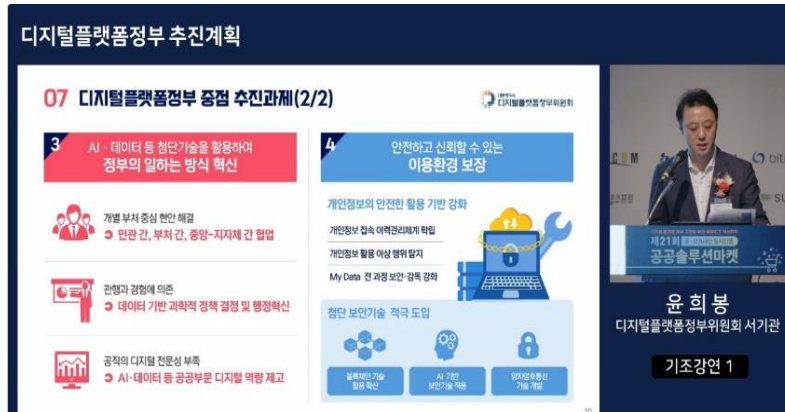 디지털플랫폼정부 추진계획
07 디지털플랫폼정부 중점 추진과제(2/2)
디지털플랫폼정부위원회
3
AI · 데이터 등 첨단기술을 활용하여
정부의 일하는 방식 혁신
개별 부처 중심 현안 해결
민관 간, 부처 간, 중앙-지자체 간 협업
관행과 경험에 의존
데이터 기반 과학적 정책 결정 및 행정혁신
공직의 디지털 전문성 부족
AI·데이터 등 공공부문 디지털 역량 제고
4
안전하고 신뢰할 수 있는
이용환경 보장
개인정보의 안전한 활용 기반 강화
개인정보 접속 이력관리체계 확립
개인정보 활용 이상 행위 탐지
My Data 전 과정 보안·감독 강화
첨단 보안기술 적극 도입
블록체인 기술
활용 확산
AI 기반
보안기술 적용
양자암호통신
기술 개발
제21회
공공솔루션마켓
윤희봉
디지털플랫폼정부위원회 서기관
기조강연 1